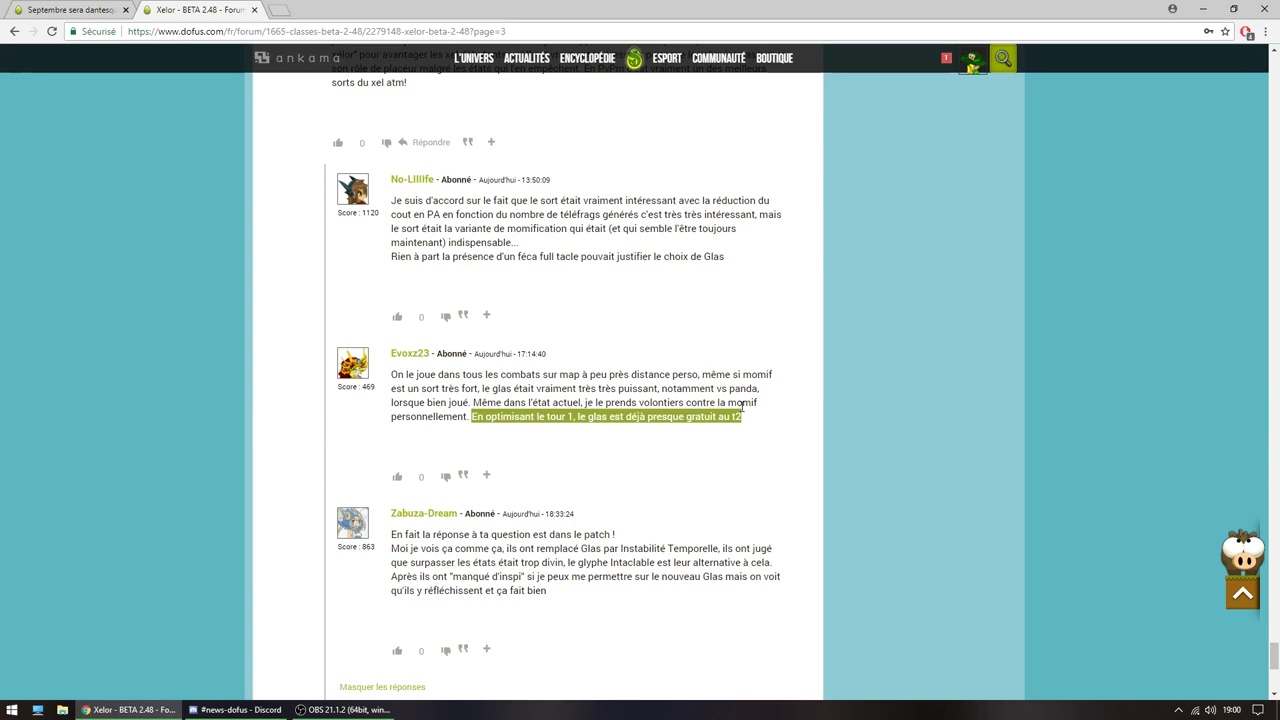 Septembre sera dantesq
Xelor - BETA 2.48 - Forum
Sécurisé
https://www.dofus.com/fr/forum/1665-classes-beta-2-48/2279148-xelor-beta-2-48?page=3
ankama
L'UNIVERS
ACTUALITÉS
ENCYCLOPÉDIE
ESPORT
COMMUNAUTÉ
BOUTIQUE
1
4
sorts du xel atm!
0
Répondre
No-LIIIIfe - Abonné - Aujourd'hui - 13:50:09
Score : 1120
Je suis d'accord sur le fait que le sort était vraiment intéressant avec la réduction du
cout en PA en fonction du nombre de téléfrags générés c'est très très intéressant, mais
le sort était la variante de momification qui était (et qui semble l'être toujours
maintenant) indispensable...
Rien à part la présence d'un féca full tacle pouvait justifier le choix de Glas
0
Evoxz23 - Abonné - Aujourd'hui - 17:14:40
Score : 469
On le joue dans tous les combats sur map à peu près distance perso, même si momif
est un sort très fort, le glas était vraiment très très puissant, notamment vs panda,
lorsque bien joué. Même dans l'état actuel, je le prends volontiers contre la momif
personnellement. En optimisant le tour 1, le glas est déjà presque gratuit au t2
0
Zabuza-Dream - Abonné - Aujourd'hui - 18:33:24
Score : 863
En fait la réponse à ta question est dans le patch !
Moi je vois ça comme ça, ils ont remplacé Glas par Instabilité Temporelle, ils ont jugé
que surpasser les états était trop divin, le glyphe Intaclable est leur alternative à cela.
Après ils ont "manqué d'inspi" si je peux me permettre sur le nouveau Glas mais on voit
qu'ils y réfléchissent et ça fait bien
0
Masquer les réponses
Xelor - BETA 2.48 - Fo...
#news-dofus - Discord
OBS 21.1.2 (64bit, win...
19:00